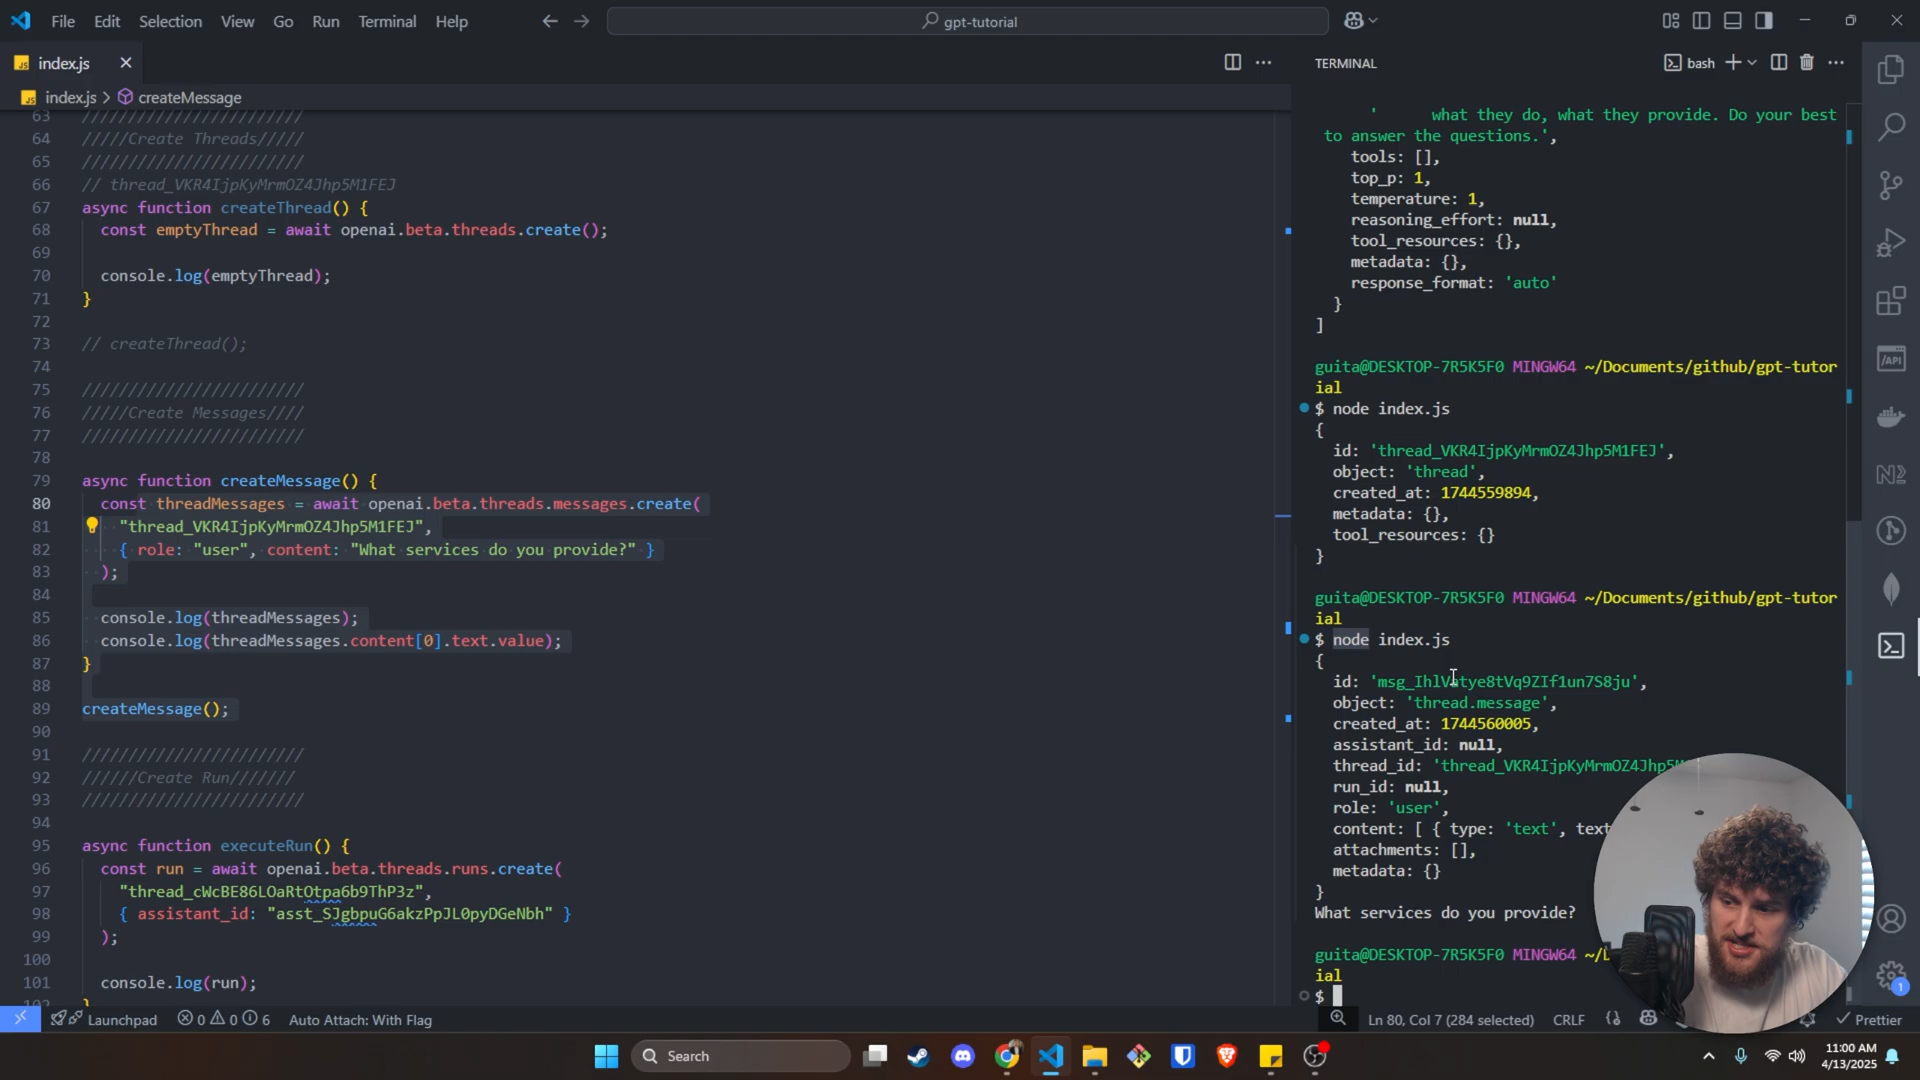 File Edit Selection View Go Run Terminal Help
gpt-tutorial
index.js
index.js > createMessage
63 ////////////////////////
64 /////Create Threads/////
65 ////////////////////////
66 // thread_VKR4IjpKyMrmOZ4Jhp5M1FEJ
67 async function createThread() {
68 const emptyThread = await openai.beta.threads.create();
69
70 console.log(emptyThread);
71 }
72
73 // createThread();
74
75 ////////////////////////
76 /////Create Messages////
77 ////////////////////////
78
79 async function createMessage() {
80 const threadMessages = await openai.beta.threads.messages.create(
81 "thread_VKR4IjpKyMrmOZ4Jhp5M1FEJ",
82 { role: "user", content: "What services do you provide?" }
83 );
84
85 console.log(threadMessages);
86 console.log(threadMessages.content[0].text.value);
87 }
88
89 createMessage();
90
91 ////////////////////////
92 //////Create Run///////
93 ////////////////////////
94
95 async function executeRun() {
96 const run = await openai.beta.threads.runs.create(
97 "thread_cWcBE86LOaRtOtpa6b9ThP3z",
98 { assistant_id: "asst_SJgbpuG6akzPpJL0pyDGeNbh" }
99 );
100
101 console.log(run);
102 }
TERMINAL
bash
' what they do, what they provide. Do your best
to answer the questions.',
tools: [],
top_p: 1,
temperature: 1,
reasoning_effort: null,
tool_resources: {},
metadata: {},
response_format: 'auto'
}
]
guita@DESKTOP-7R5K5F0 MINGW64 ~/Documents/github/gpt-tutor
ial
$ node index.js
{
id: 'thread_VKR4IjpKyMrmOZ4Jhp5M1FEJ',
object: 'thread',
created_at: 1744559894,
metadata: {},
tool_resources: {}
}
guita@DESKTOP-7R5K5F0 MINGW64 ~/Documents/github/gpt-tutor
ial
$ node index.js
{
id: 'msg_IhlVatye8tVq9ZIf1un7S8ju',
object: 'thread.message',
created_at: 1744560005,
assistant_id: null,
thread_id: 'thread_VKR4IjpKyMrmOZ4Jhp5M
run_id: null,
role: 'user',
content: [ { type: 'text', text
attachments: [],
metadata: {}
}
What services do you provide?
guita@DESKTOP-7R5K5F0 MINGW64 ~/D
ial
$
Launchpad 0 0 6 Auto Attach: With Flag
Ln 80, Col 7 (284 selected) CRLF Prettier
Search
11:00 AM
4/13/2025
/API
1